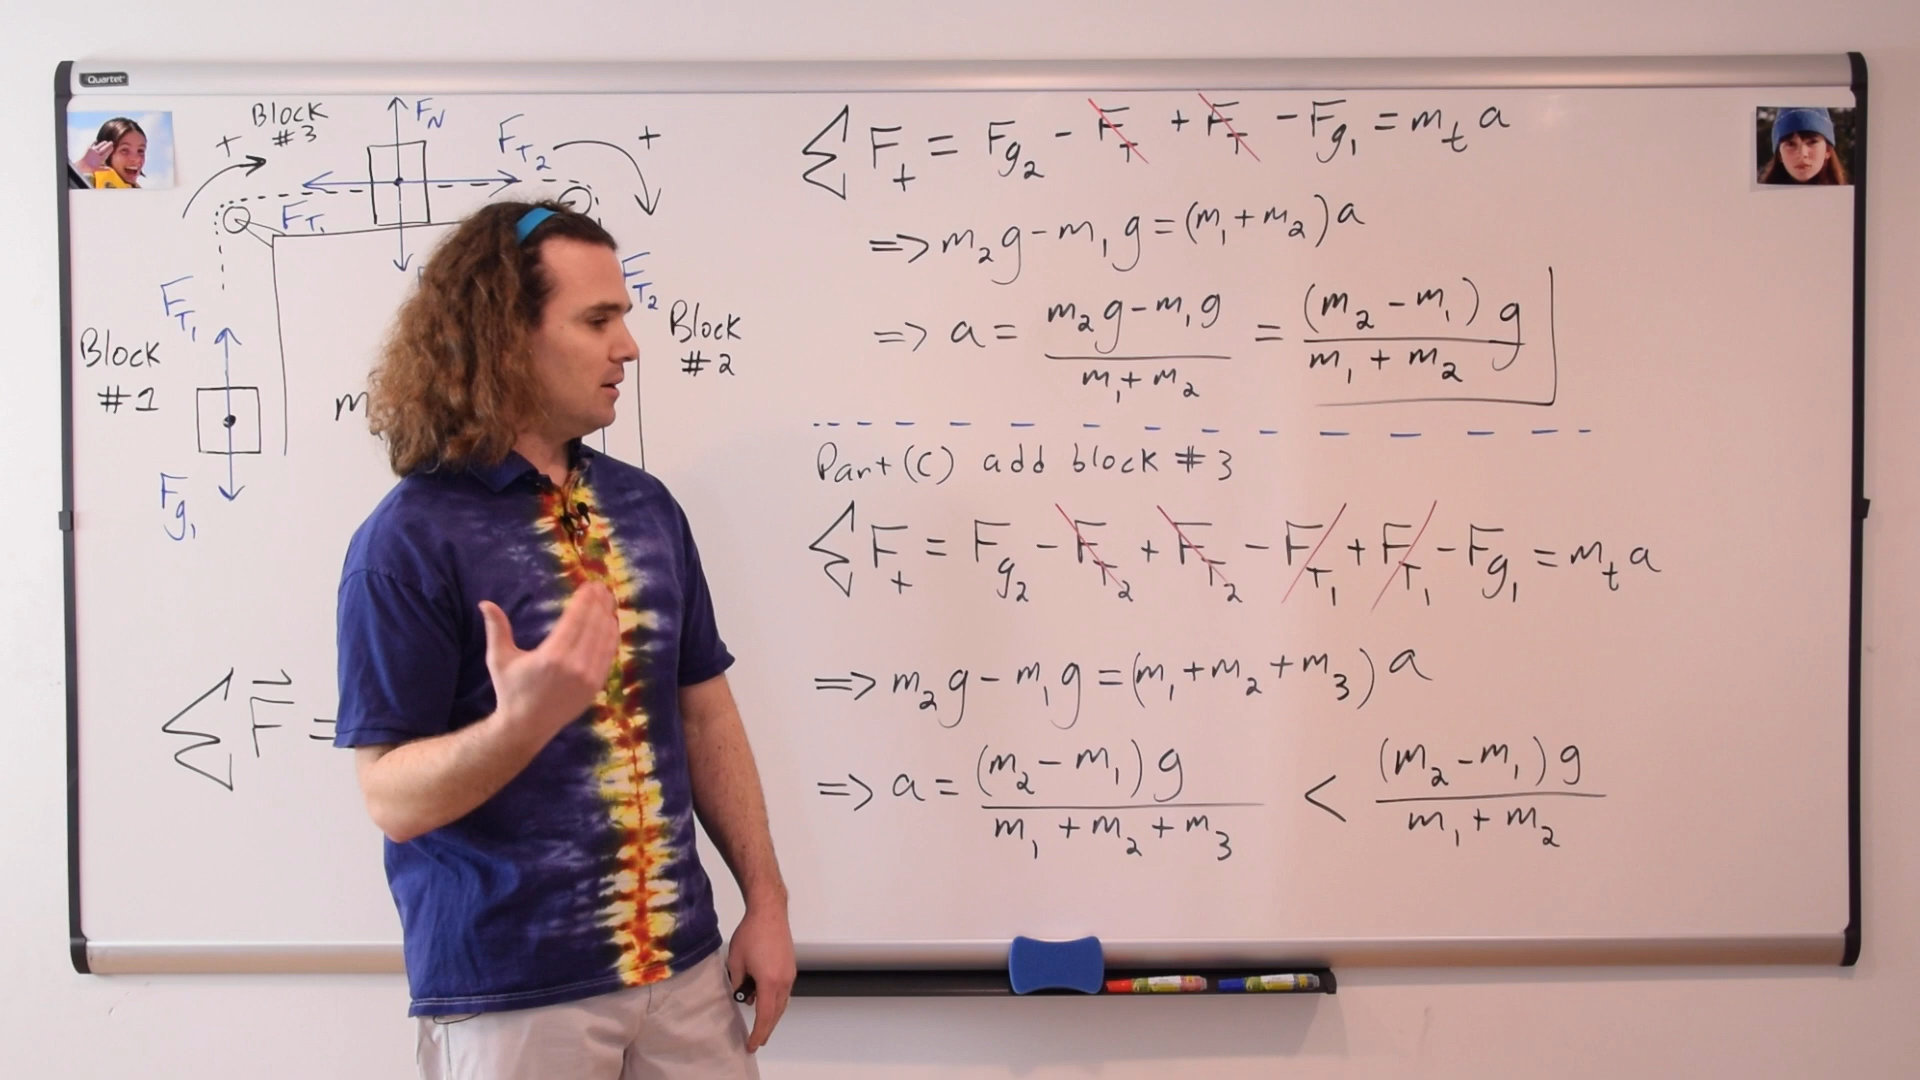 Quartet
Block
#3
+
F_N
F_T2
+
F_T1
F_T1
F_T2
Block
#1
Block
#2
F_g1
ΣF⃗ =
ΣF_+ = F_g2 - F_T + F_T - F_g1 = m_t a
=> m_2 g - m_1 g = (m_1 + m_2) a
=> a = (m_2 g - m_1 g) / (m_1 + m_2) = (m_2 - m_1) g / (m_1 + m_2)
Part (C) add block #3
ΣF_+ = F_g2 - F_T2 + F_T2 - F_T1 + F_T1 - F_g1 = m_t a
=> m_2 g - m_1 g = (m_1 + m_2 + m_3) a
=> a = (m_2 - m_1) g / (m_1 + m_2 + m_3) < (m_2 - m_1) g / (m_1 + m_2)